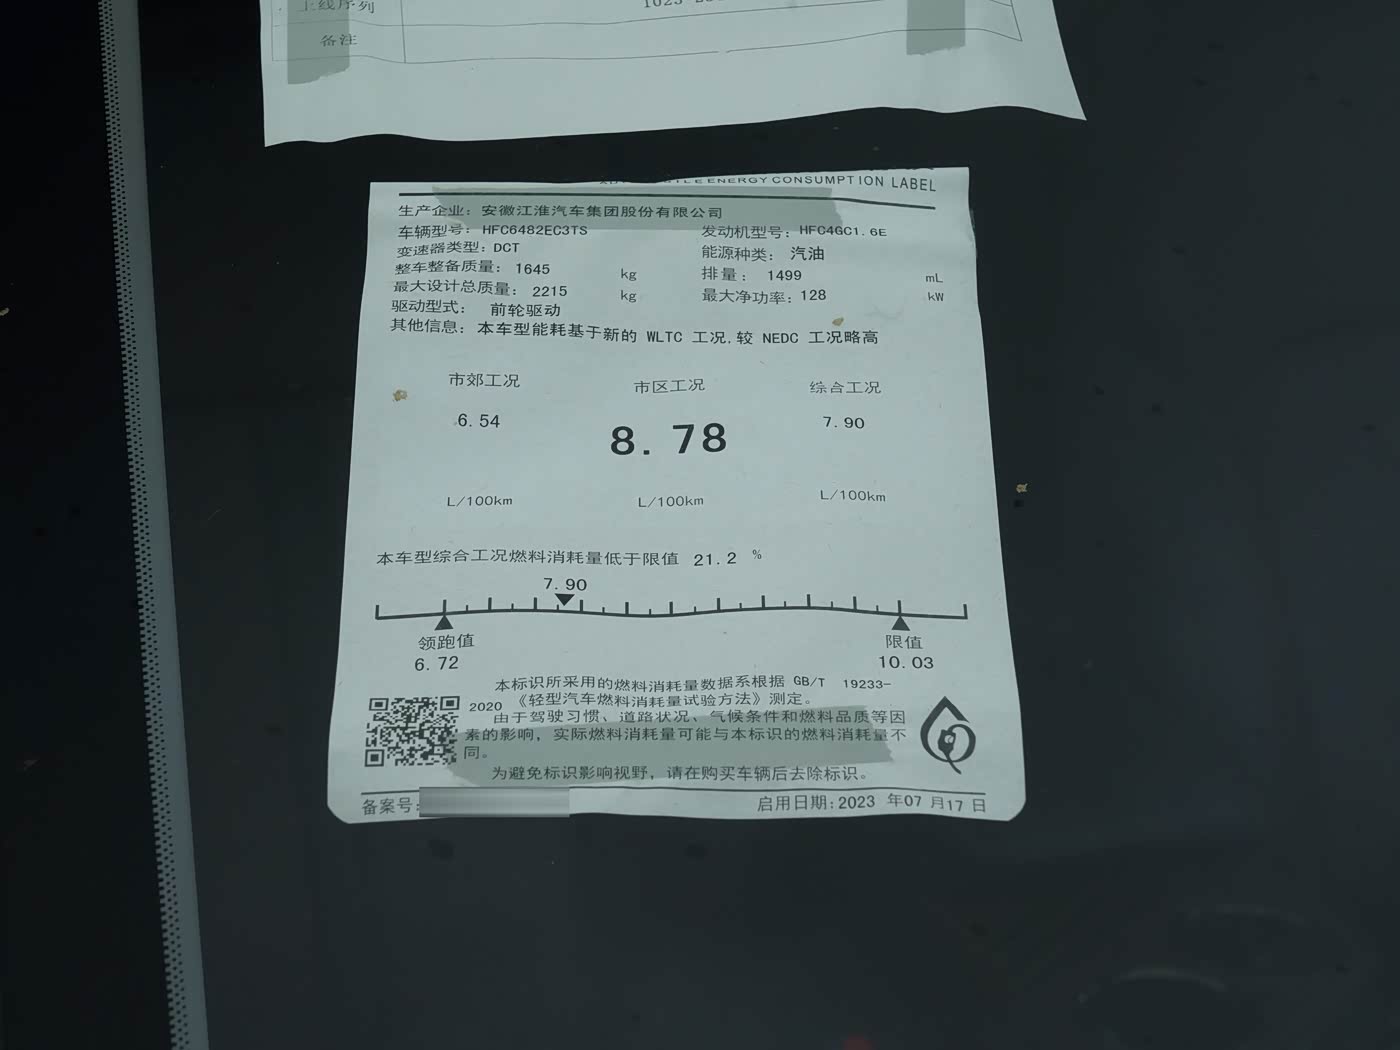 上线序列
备注
ENERGY CONSUMPTION LABEL
生产企业: 安徽江淮汽车集团股份有限公司
车辆型号: HFC6482EC3TS 发动机型号: HFC4GC1.6E
变速器类型: DCT 能源种类: 汽油
整车整备质量: 1645 kg 排量: 1499 mL
最大设计总质量: 2215 kg 最大净功率: 128 kW
驱动型式: 前轮驱动
其他信息: 本车型能耗基于新的 WLTC 工况,较 NEDC 工况略高
市郊工况 市区工况 综合工况
6.54 8.78 7.90
L/100km L/100km L/100km
本车型综合工况燃料消耗量低于限值 21.2 %
7.90
领跑值 限值
6.72 10.03
本标识所采用的燃料消耗量数据系根据 GB/T 19233-
2020《轻型汽车燃料消耗量试验方法》测定。
由于驾驶习惯、道路状况、气候条件和燃料品质等因
素的影响，实际燃料消耗量可能与本标识的燃料消耗量不
同。
为避免标识影响视野，请在购买车辆后去除标识。
备案号: 启用日期:2023 年07 月17 日